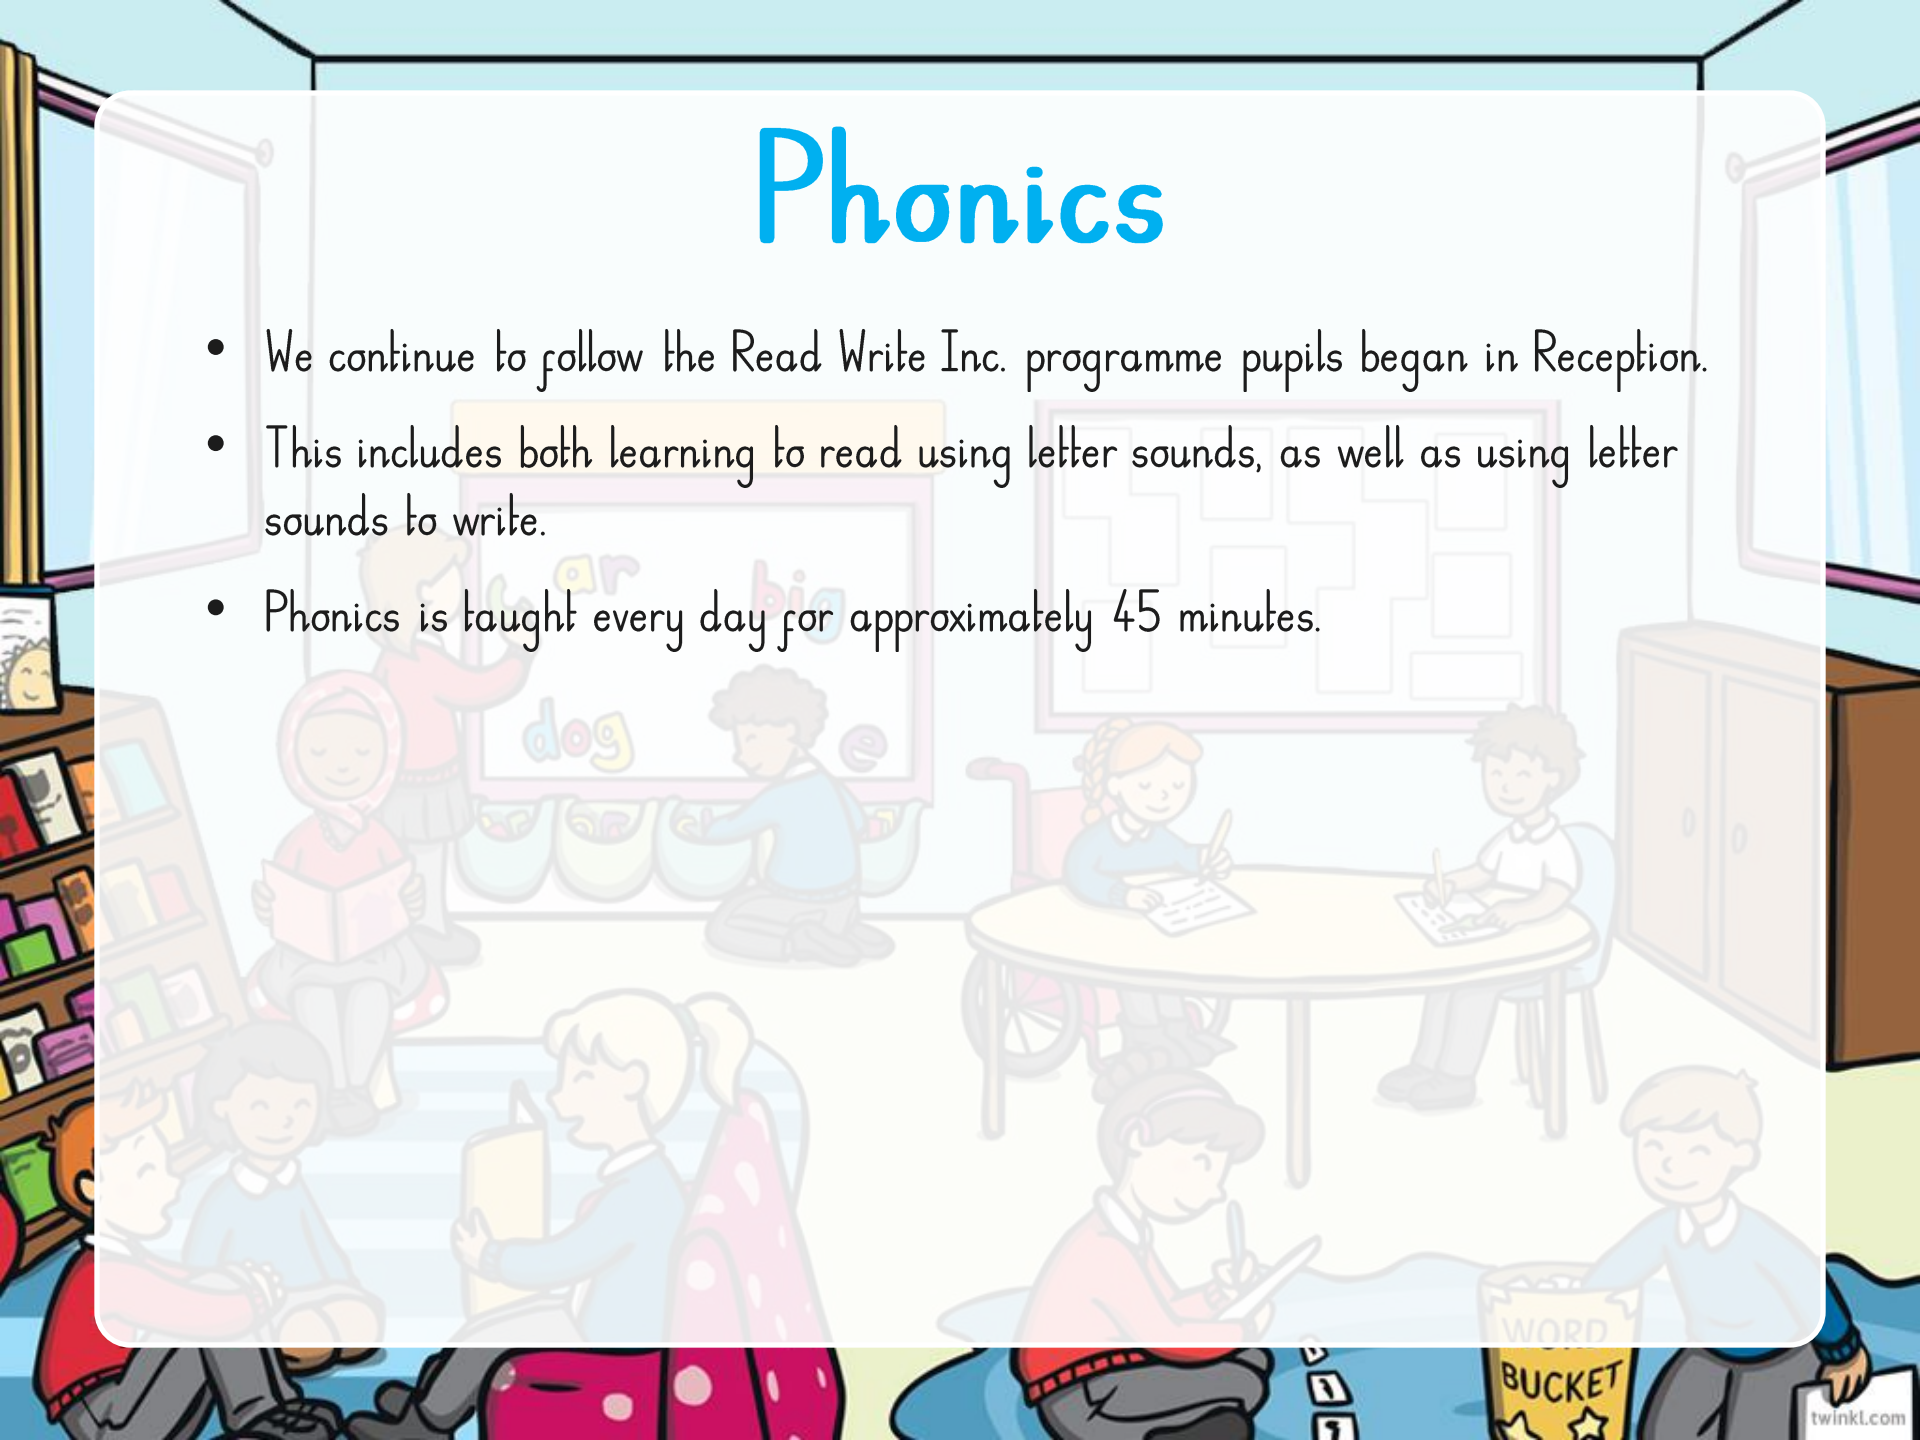 Phonics
• We continue to follow the Read Write Inc. programme pupils began in Reception.
• This includes both learning to read using letter sounds, as well as using letter
sounds to write.
• Phonics is taught every day for approximately 45 minutes.
ar
big
dog
e
WORD
BUCKET
twinkl.com